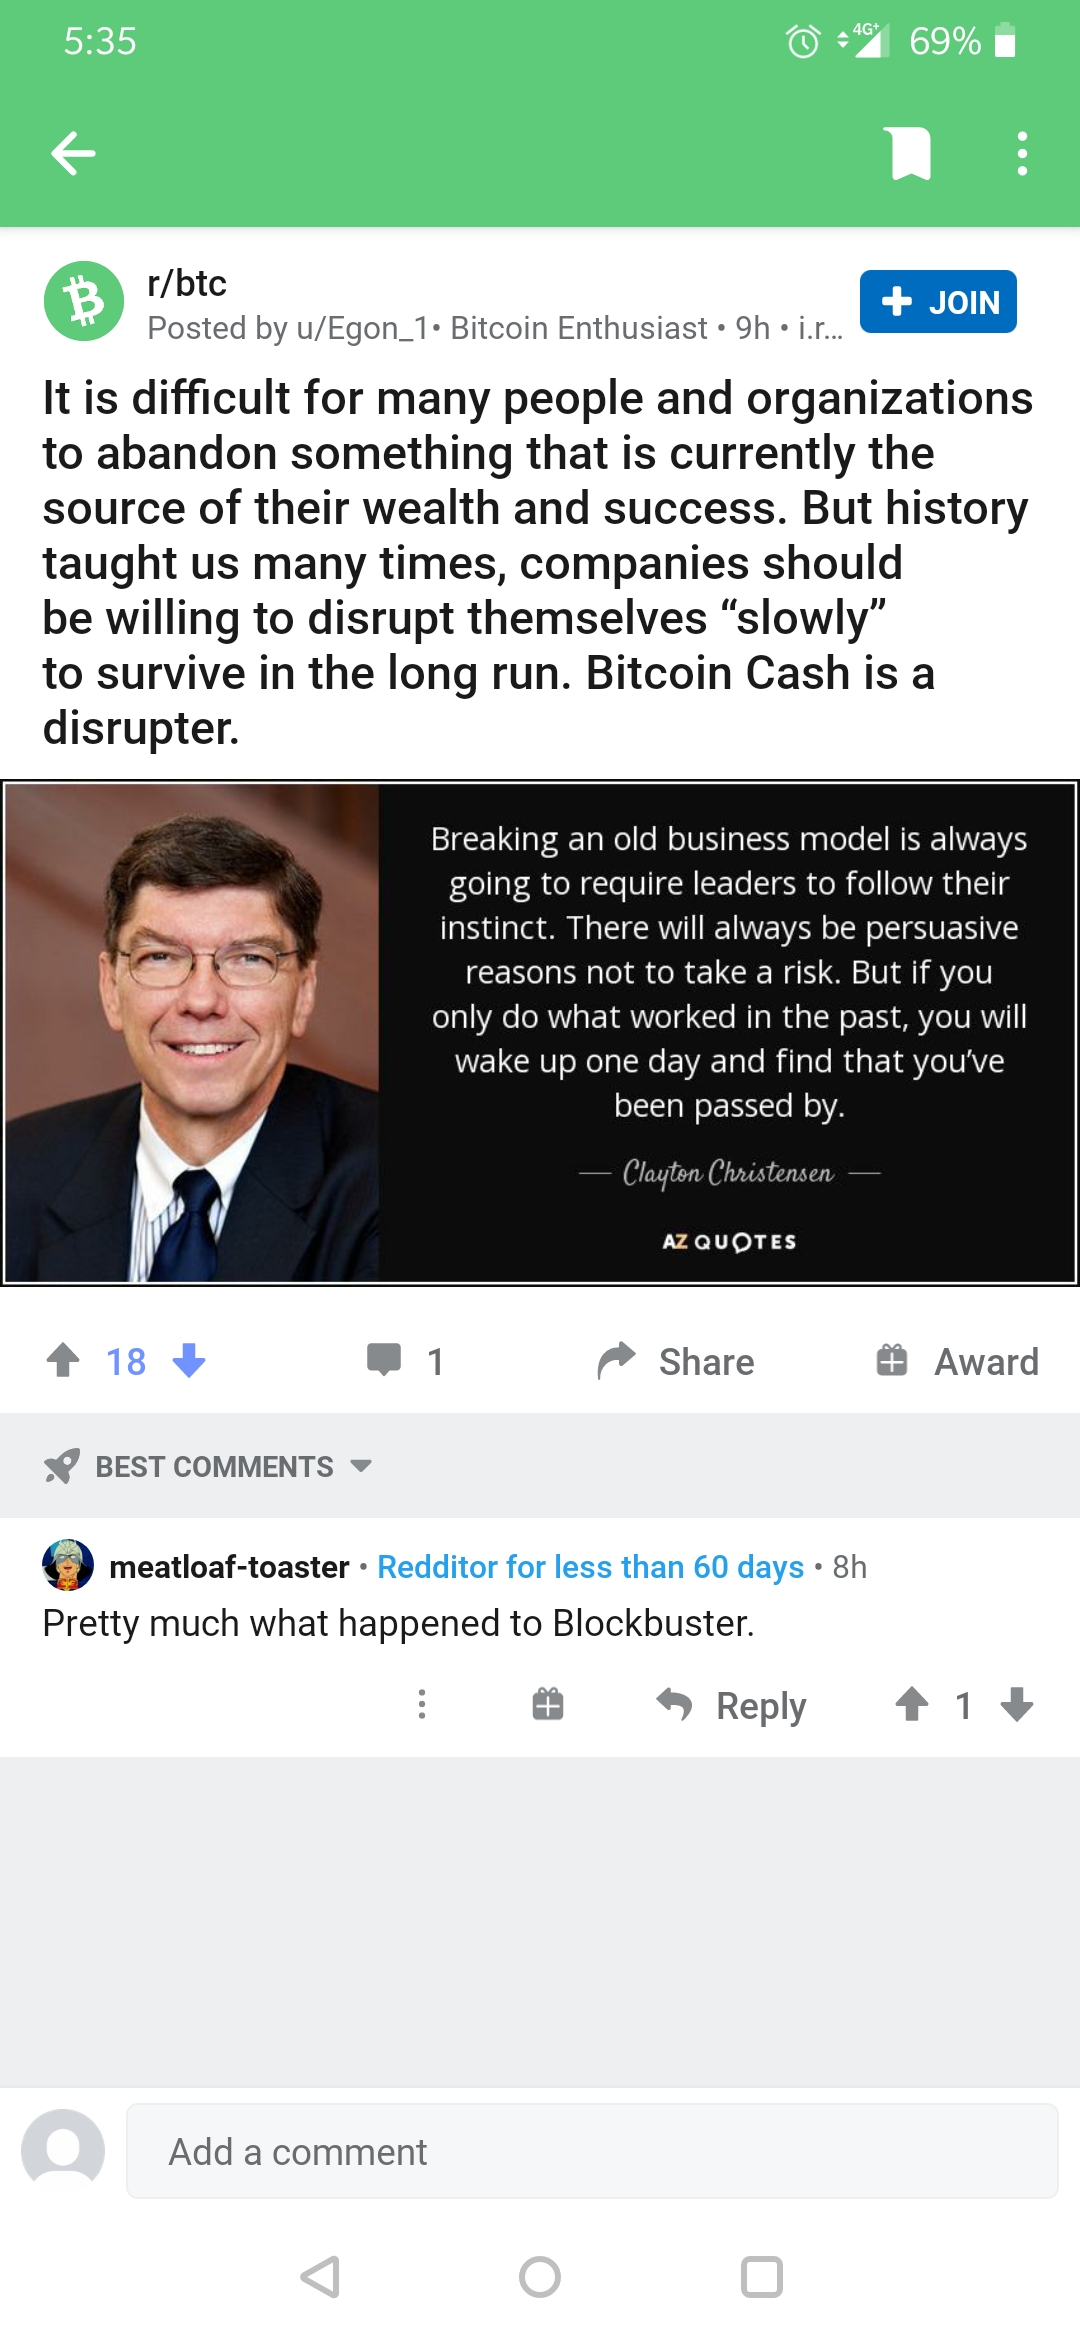 5:35
4G+ 69%
r/btc
Posted by u/Egon_1 • Bitcoin Enthusiast • 9h • i.r...
+ JOIN
It is difficult for many people and organizations
to abandon something that is currently the
source of their wealth and success. But history
taught us many times, companies should
be willing to disrupt themselves “slowly”
to survive in the long run. Bitcoin Cash is a
disrupter.
Breaking an old business model is always
going to require leaders to follow their
instinct. There will always be persuasive
reasons not to take a risk. But if you
only do what worked in the past, you will
wake up one day and find that you’ve
been passed by.
— Clayton Christensen —
AZ QUOTES
18 1 Share Award
BEST COMMENTS
meatloaf-toaster • Redditor for less than 60 days • 8h
Pretty much what happened to Blockbuster.
Reply 1
Add a comment